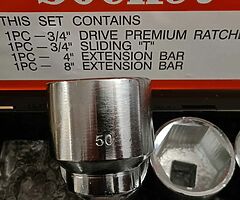 Socket
THIS SET CONTAINS
1PC – 3/4" DRIVE PREMIUM RATCHE
1PC – 3/4" SLIDING "T"
1PC – 4" EXTENSION BAR
1PC – 8" EXTENSION BAR
50